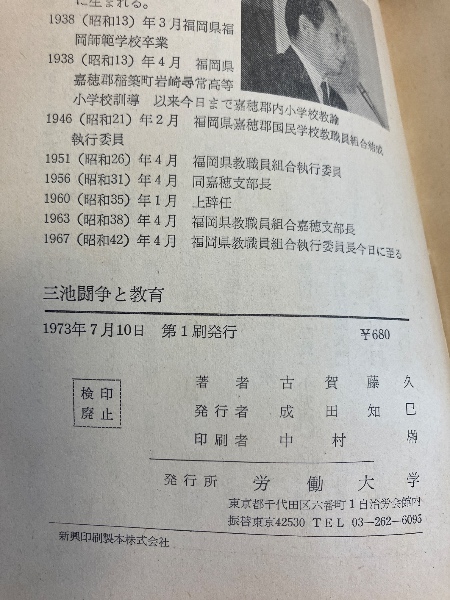 に生まれる。
1938（昭和13）年3月福岡県福
岡師範学校卒業
1938（昭和13）年4月　福岡県
嘉穂郡稲築町岩崎尋常高等
小学校訓導　以来今日まで嘉穂郡内小学校教諭
1946（昭和21）年2月　福岡県嘉穂郡国民学校教職員組合結成
執行委員
1951（昭和26）年4月　福岡県教職員組合執行委員
1956（昭和31）年4月　同嘉穂支部長
1960（昭和35）年1月　上辞任
1963（昭和38）年4月　福岡県教職員組合嘉穂支部長
1967（昭和42）年4月　福岡県教職員組合執行委員長今日に至る
三池闘争と教育
1973年7月10日　第1刷発行　￥680
検印
廃止
著者　古賀藤久
発行者　成田知巳
印刷者　中村
発行所　労働大学
東京都千代田区六番町1自治労会館内
振替東京42530　TEL　03-262-6095
新興印刷製本株式会社